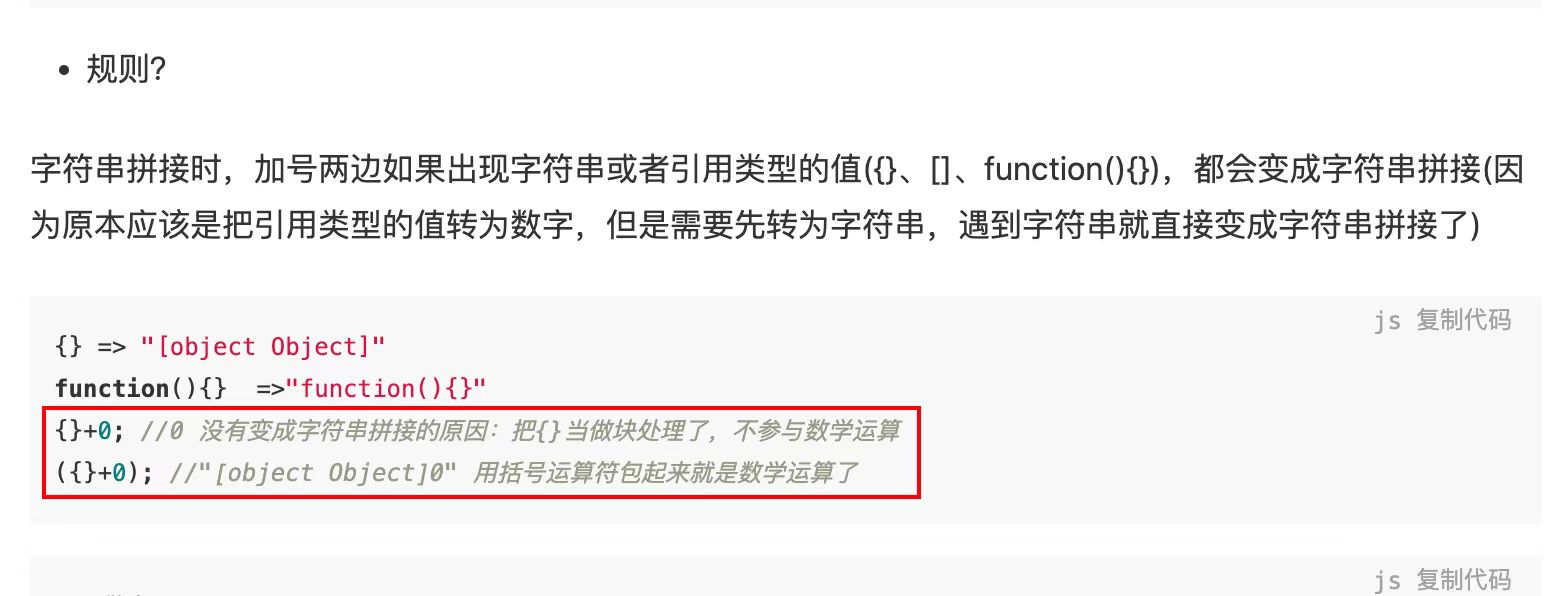 • 规则?
字符串拼接时，加号两边如果出现字符串或者引用类型的值({}、[]、function(){})，都会变成字符串拼接(因
为原本应该是把引用类型的值转为数字，但是需要先转为字符串，遇到字符串就直接变成字符串拼接了)
js 复制代码
{} => "[object Object]"
function(){}  =>"function(){}"
{}+0; //0 没有变成字符串拼接的原因：把{}当做块处理了，不参与数学运算
({}+0); //"[object Object]0" 用括号运算符包起来就是数学运算了
js 复制代码